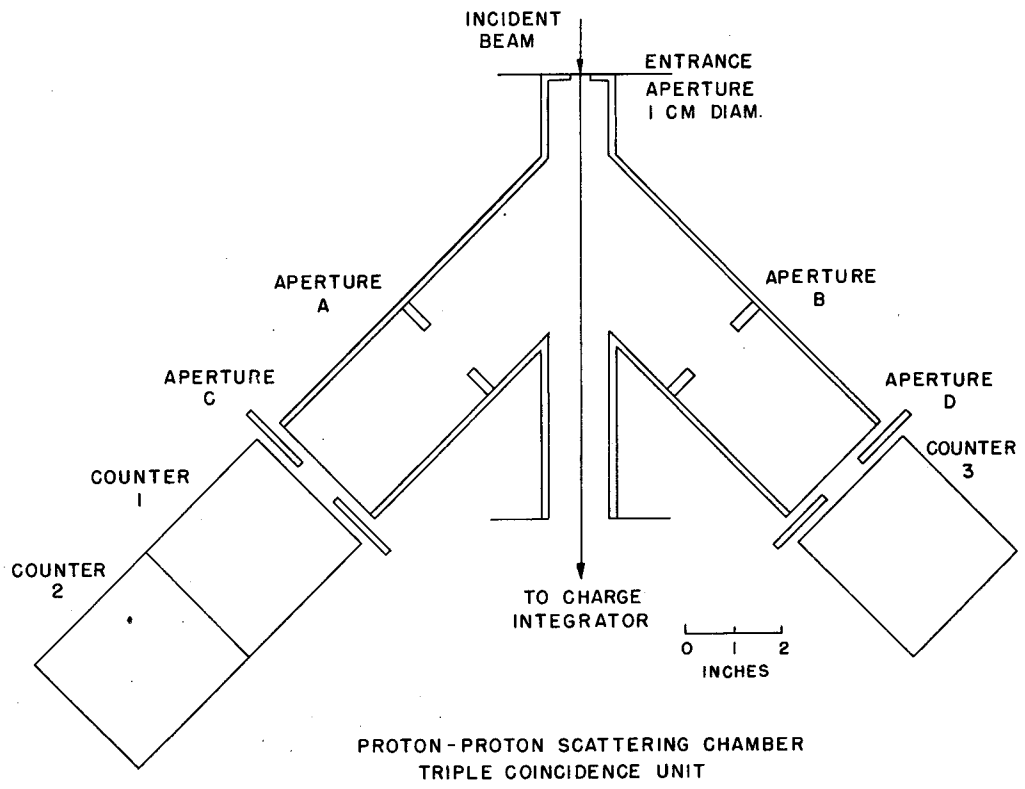 INCIDENT
BEAM
ENTRANCE
APERTURE
1 CM DIAM.
APERTURE
A
APERTURE
B
APERTURE
C
APERTURE
D
COUNTER
1
COUNTER
3
COUNTER
2
TO CHARGE
INTEGRATOR
0 1 2
INCHES
PROTON-PROTON SCATTERING CHAMBER
TRIPLE COINCIDENCE UNIT